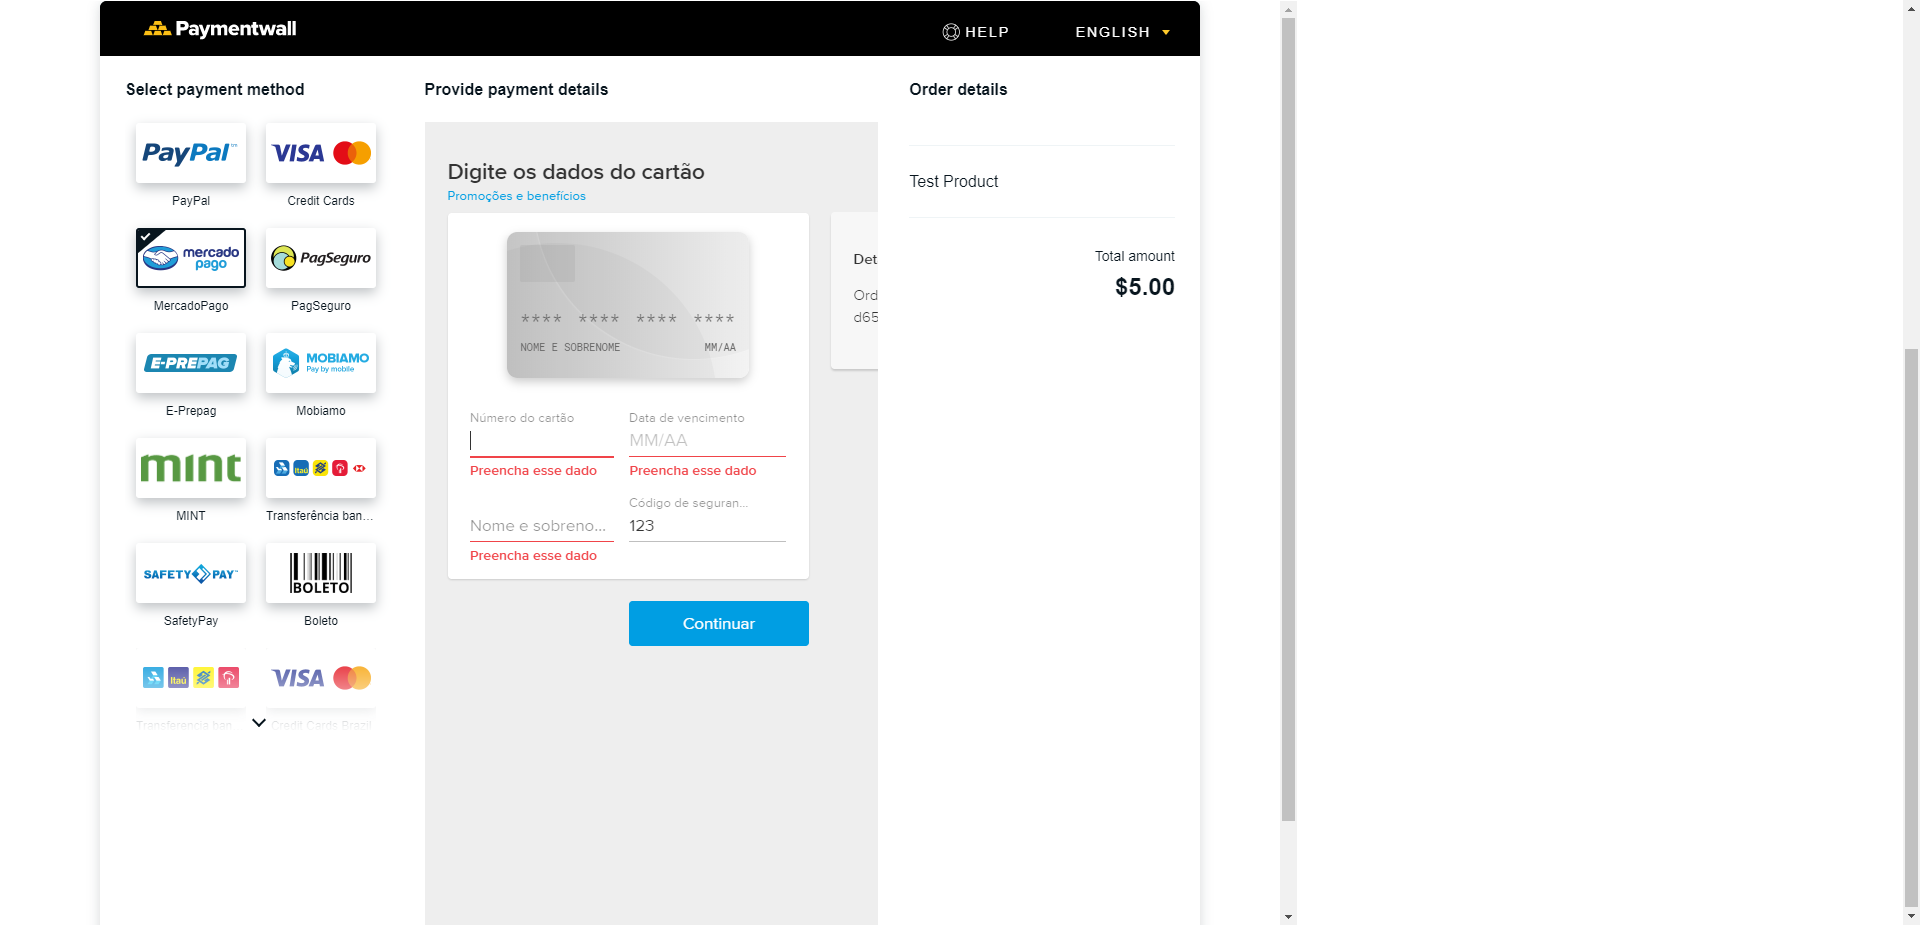 Paymentwall
HELP
ENGLISH
Select payment method
Provide payment details
Order details
PayPal™
VISA
PayPal
Credit Cards
mercado
pago
PagSeguro
MercadoPago
PagSeguro
E-PREPAG
MOBIAMO
Pay by mobile
E-Prepag
Mobiamo
mint
Itaú
MINT
Transferência ban...
SAFETYPAY™
BOLETO
SafetyPay
Boleto
Itaú
VISA
Transferencia ban...
Credit Cards Brazil
Digite os dados do cartão
Promoções e benefícios
**** **** **** ****
NOME E SOBRENOME
MM/AA
Número do cartão
Data de vencimento
MM/AA
Preencha esse dado
Preencha esse dado
Código de seguran...
Nome e sobreno...
123
Preencha esse dado
Continuar
Det
Ord
d65
Test Product
Total amount
$5.00